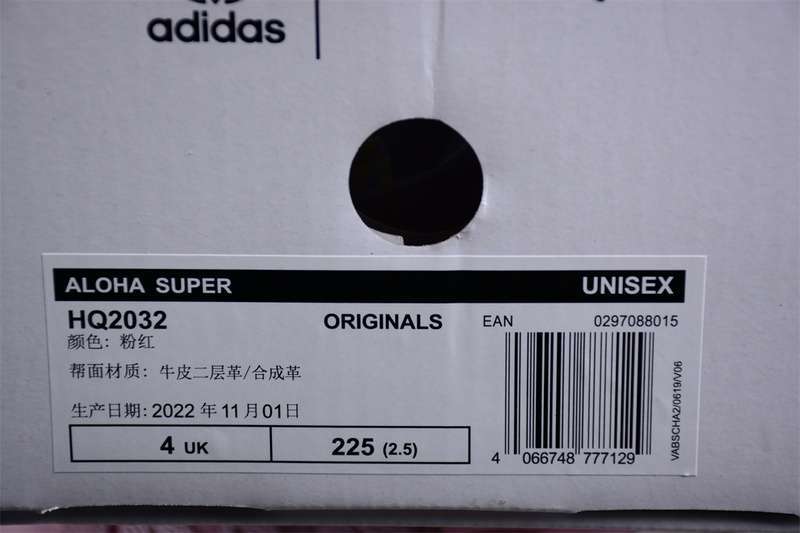 adidas
ALOHA SUPER UNISEX
HQ2032 ORIGINALS EAN 0297088015
颜色: 粉红
帮面材质: 牛皮二层革/合成革
生产日期: 2022 年 11 月 01日
4 UK 225 (2.5)
4 066748 777129
VABSCHA2/0619/V06